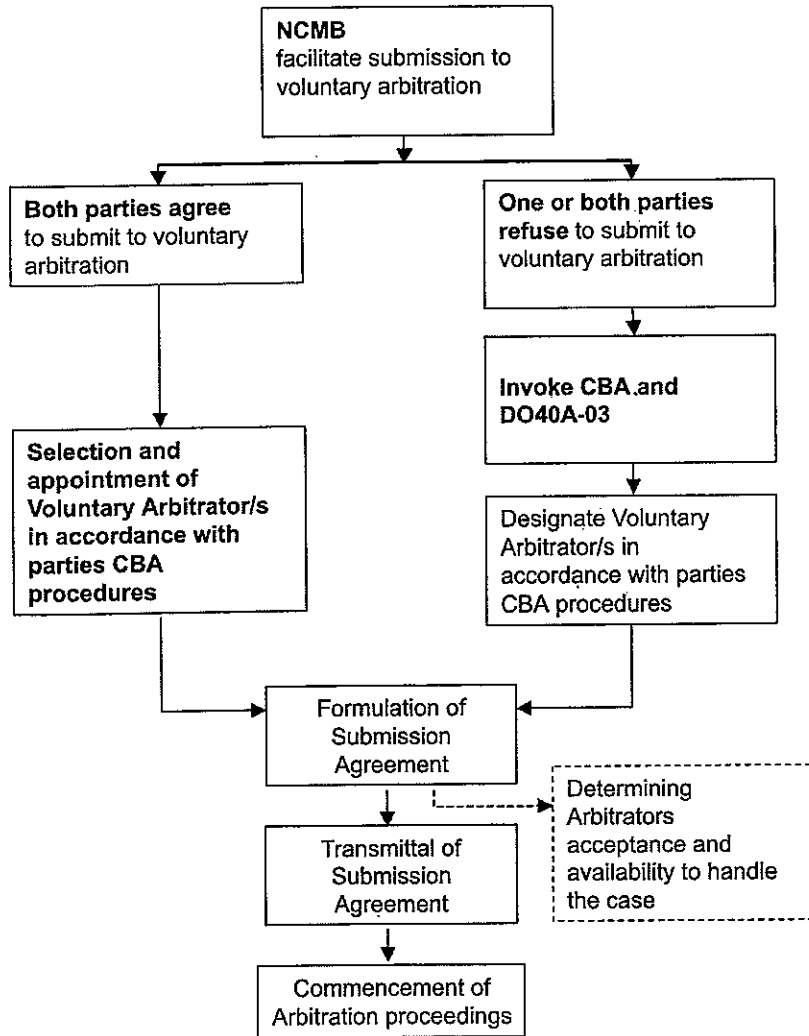 NCMB
facilitate submission to
voluntary arbitration
Both parties agree
to submit to voluntary
arbitration
One or both parties
refuse to submit to
voluntary arbitration
Invoke CBA and
DO40A-03
Selection and
appointment of
Voluntary Arbitrator/s
in accordance with
parties CBA
procedures
Designate Voluntary
Arbitrator/s in
accordance with parties
CBA procedures
Formulation of
Submission
Agreement
Determining
Arbitrators
acceptance and
availability to handle
the case
Transmittal of
Submission
Agreement
Commencement of
Arbitration proceedings